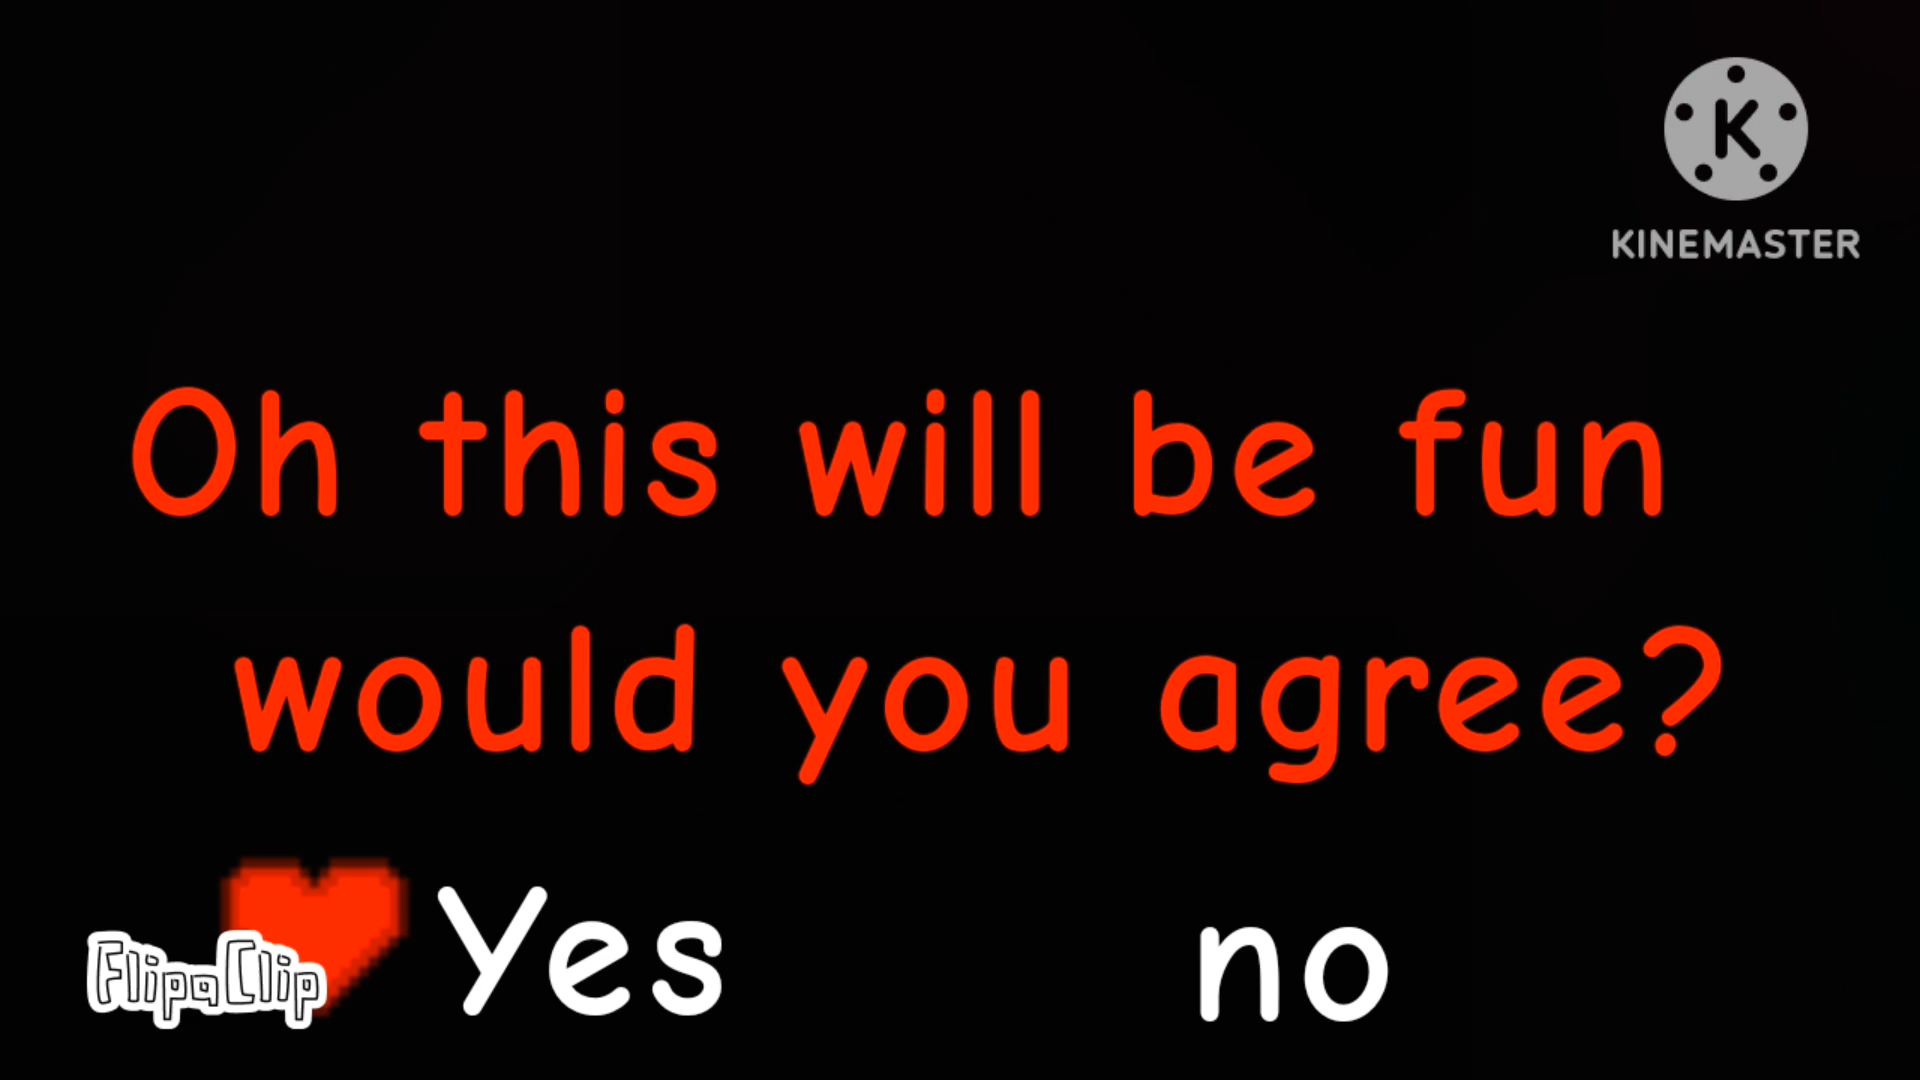 K
KINEMASTER
Oh this will be fun
would you agree?
Yes no
FlipaClip